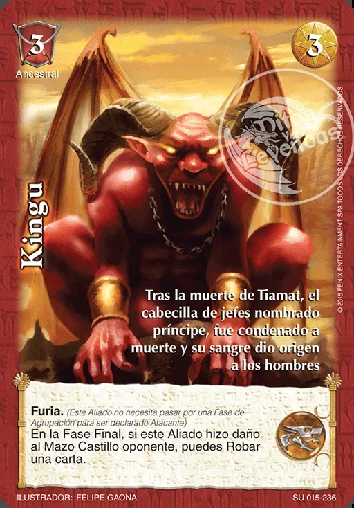 3
3
Ancestral
Kingu
Tras la muerte de Tiamat, el
cabecilla de jefes nombrado
príncipe, fue condenado a
muerte y su sangre dio origen
a los hombres
Furia. (Este Aliado no necesita pasar por una Fase de
Agrupación para ser declarado Atacante)
En la Fase Final, si este Aliado hizo daño
al Mazo Castillo oponente, puedes Robar
una carta.
ILUSTRADOR: FELIPE GAONA
SU 015-236